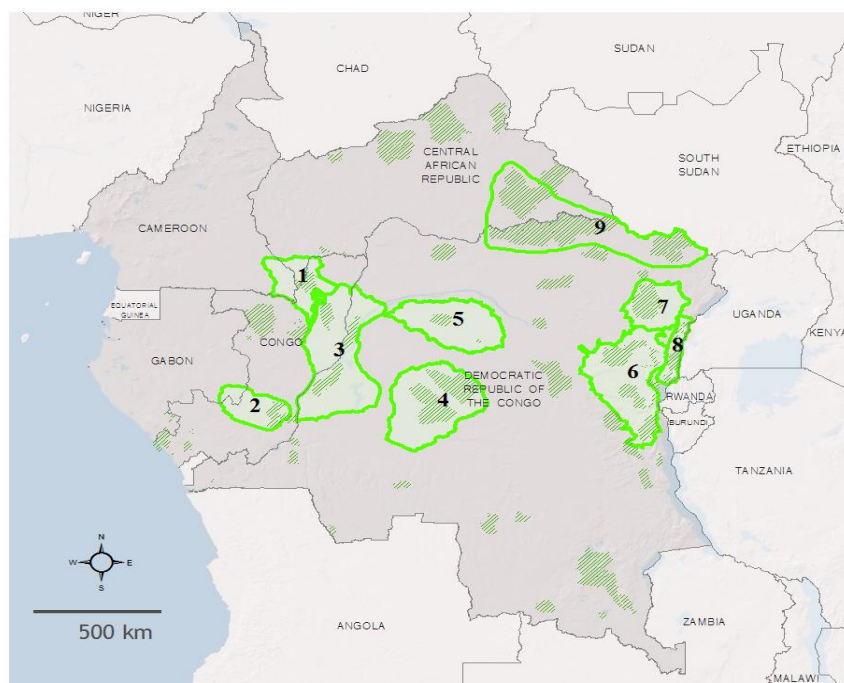 NIGER
SUDAN
CHAD
NIGERIA
CENTRAL
AFRICAN
REPUBLIC
SOUTH
SUDAN
ETHIOPIA
CAMEROON
9
1
EQUATORIAL
GUINEA
7
UGANDA
KENYA
5
CONGO
3
8
GABON
6
DEMOCRATIC
REPUBLIC OF
THE CONGO
4
2
RWANDA
BURUNDI
TANZANIA
N
W
E
S
500 km
ANGOLA
ZAMBIA
MALAWI